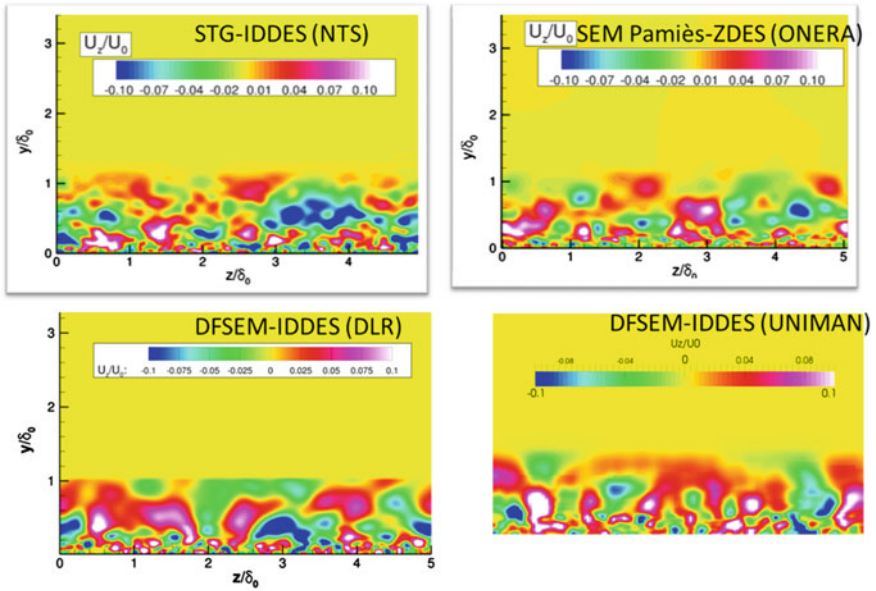 STG-IDDES (NTS)
U_z/U_0
-0.10 -0.07 -0.04 -0.02 0.01 0.04 0.07 0.10
y/δ_0
3
2
1
0
0 1 2 3 4
z/δ_0
SEM Pamiès-ZDES (ONERA)
U_z/U_0
-0.10 -0.07 -0.04 -0.02 0.01 0.04 0.07 0.10
y/δ_0
3
2
1
0
0 1 2 3 4 5
z/δ_0
DFSEM-IDDES (DLR)
U_z/U_0: -0.1 -0.075 -0.05 -0.025 0 0.025 0.05 0.075 0.1
y/δ_0
3
2
1
0 1 2 3 4 5
z/δ_0
DFSEM-IDDES (UNIMAN)
Uz/U0
-0.08 -0.04 0 0.04 0.08
-0.1 0.1